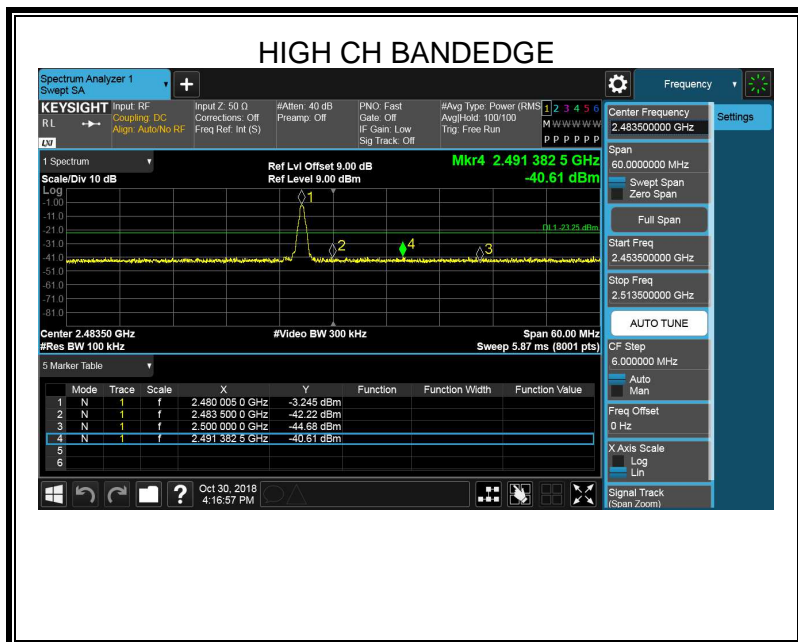 HIGH CH BANDEDGE
Spectrum Analyzer 1
Swept SA
Frequency
KEYSIGHT
RL
LXI
Input: RF
Coupling: DC
Align: Auto/No RF
Input Z: 50 Ω
Corrections: Off
Freq Ref: Int (S)
#Atten: 40 dB
Preamp: Off
PNO: Fast
Gate: Off
IF Gain: Low
Sig Track: Off
#Avg Type: Power (RMS
Avg|Hold: 100/100
Trig: Free Run
1 2 3 4 5 6
M W W W W W
P P P P P P
Center Frequency
2.483500000 GHz
Settings
Span
60.0000000 MHz
Swept Span
Zero Span
Full Span
Start Freq
2.453500000 GHz
Stop Freq
2.513500000 GHz
AUTO TUNE
CF Step
6.000000 MHz
Auto
Man
Freq Offset
0 Hz
X Axis Scale
Log
Lin
Signal Track
(Span Zoom)
1 Spectrum
Scale/Div 10 dB
Ref Lvl Offset 9.00 dB
Ref Level 9.00 dBm
Mkr4 2.491 382 5 GHz
-40.61 dBm
Log
-1.00
-11.0
-21.0
-31.0
-41.0
-51.0
-61.0
-71.0
-81.0
1
DL1 -23.25 dBm
2
4
3
Center 2.48350 GHz
#Video BW 300 kHz
Span 60.00 MHz
#Res BW 100 kHz
Sweep 5.87 ms (8001 pts)
5 Marker Table
Mode Trace Scale X Y Function Function Width Function Value
1 N 1 f 2.480 005 0 GHz -3.245 dBm
2 N 1 f 2.483 500 0 GHz -42.22 dBm
3 N 1 f 2.500 000 0 GHz -44.68 dBm
4 N 1 f 2.491 382 5 GHz -40.61 dBm
5
6
?
Oct 30, 2018
4:16:57 PM